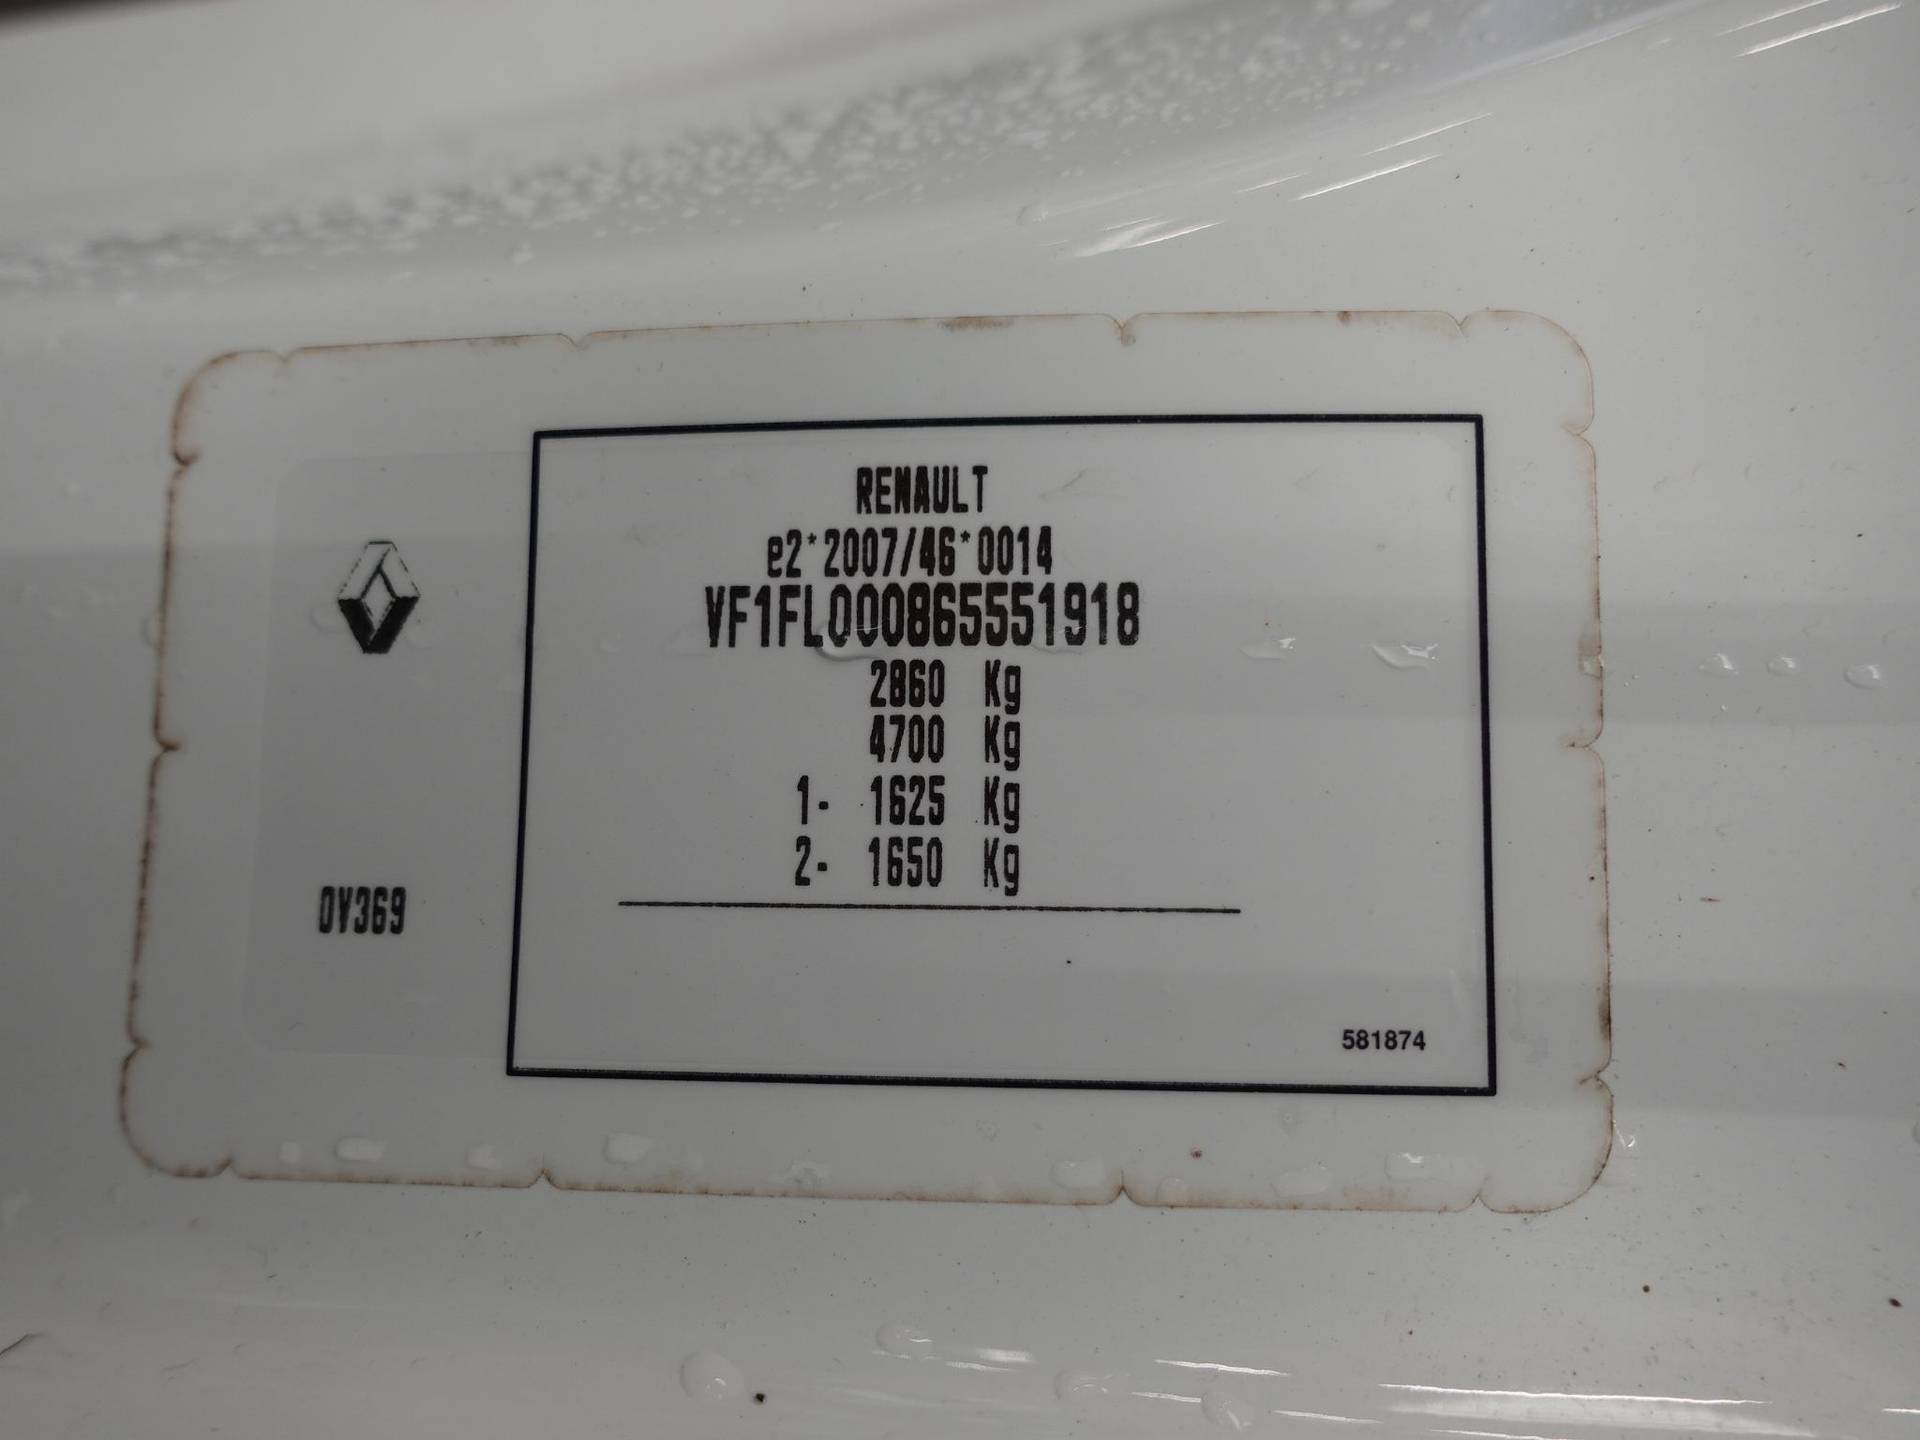 RENAULT
e2*2007/46*0014
VF1FL000865551918
2860 Kg
4700 Kg
1- 1625 Kg
2- 1650 Kg
0V369
581874